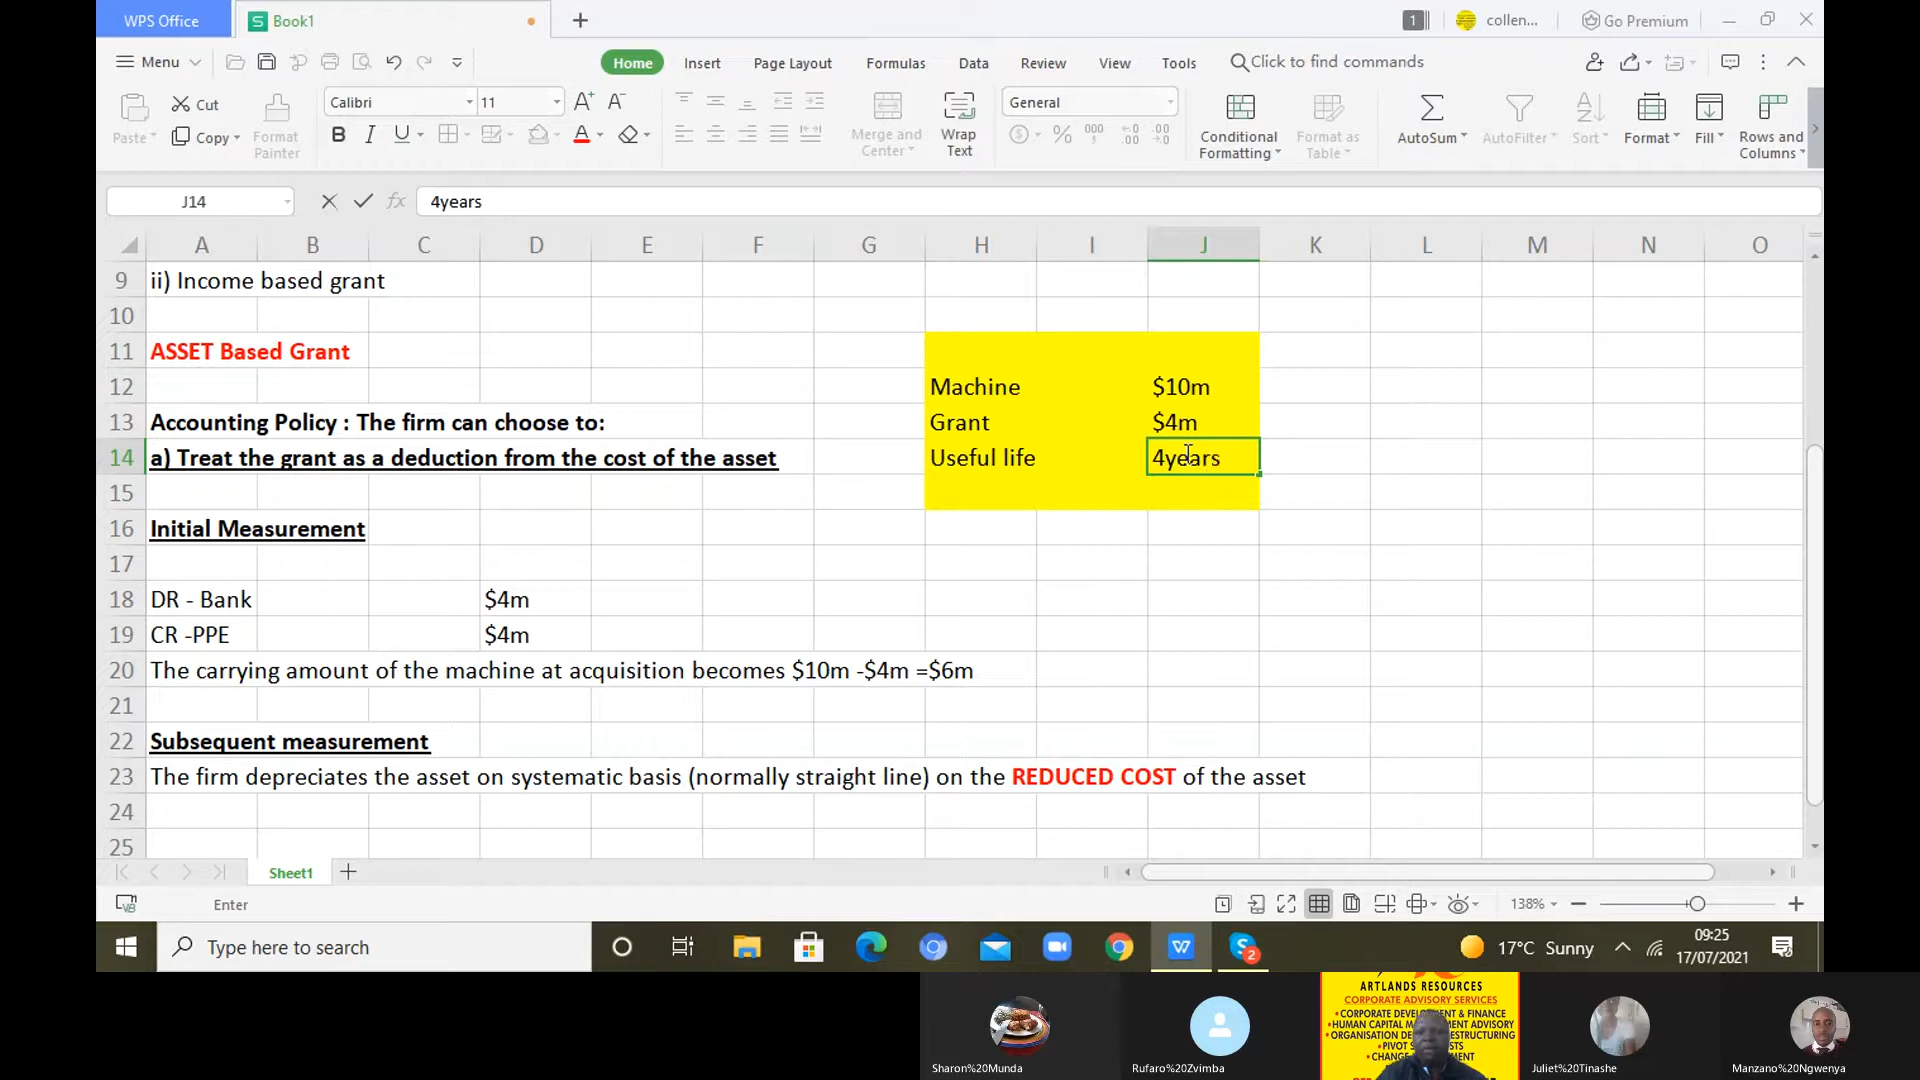 WPS Office
Book1
1
collen...
Go Premium
Menu
Home
Insert
Page Layout
Formulas
Data
Review
View
Tools
Click to find commands
Paste
Cut
Copy
Format Painter
Calibri
11
Merge and Center
Wrap Text
General
Conditional Formatting
Format as Table
AutoSum
AutoFilter
Sort
Format
Fill
Rows and Columns
J14
4years
A B C D E F G H I J K L M N O
9 ii) Income based grant
10
11 ASSET Based Grant
12 Machine $10m
13 Accounting Policy : The firm can choose to: Grant $4m
14 a) Treat the grant as a deduction from the cost of the asset Useful life 4years
15
16 Initial Measurement
17
18 DR - Bank $4m
19 CR -PPE $4m
20 The carrying amount of the machine at acquisition becomes $10m -$4m =$6m
21
22 Subsequent measurement
23 The firm depreciates the asset on systematic basis (normally straight line) on the REDUCED COST of the asset
24
25
Sheet1
Enter
138%
Type here to search
2
17°C Sunny
09:25
17/07/2021
ARTLANDS RESOURCES
CORPORATE ADVISORY SERVICES
Sharon%20Munda
Rufaro%20Zvimba
Juliet%20Tinashe
Manzano%20Ngwenya